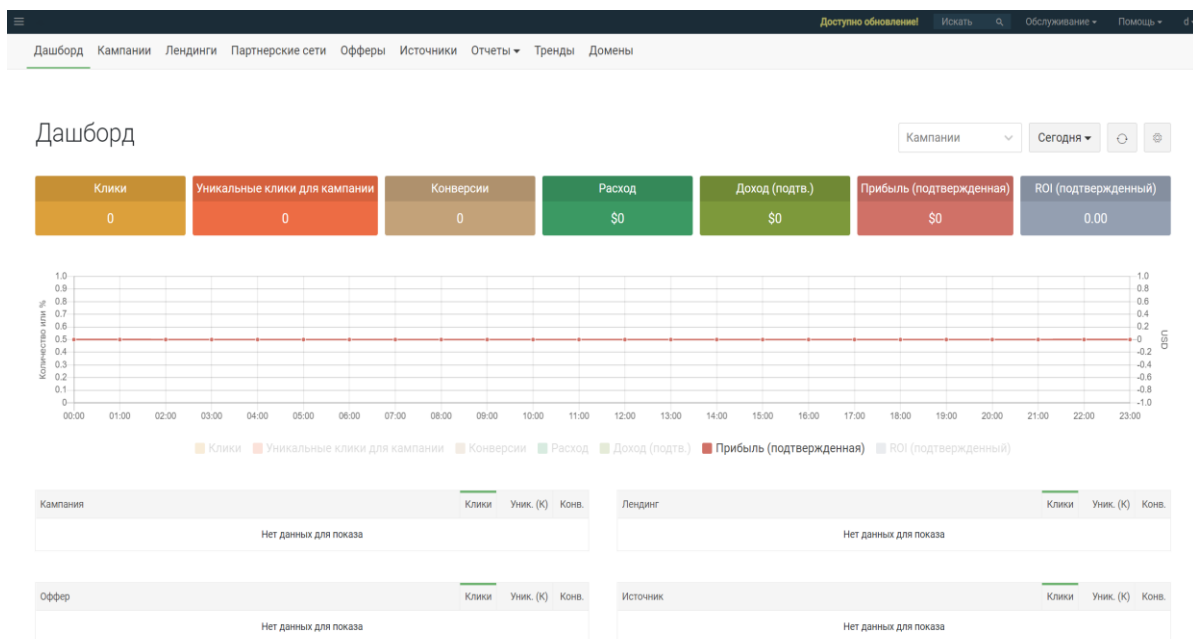 Доступно обновление! Искать Обслуживание Помощь d
Дашборд Кампании Лендинги Партнерские сети Офферы Источники Отчеты Тренды Домены
Дашборд
Кампании Сегодня
Клики Уникальные клики для кампании Конверсии Расход Доход (подтв.) Прибыль (подтвержденная) ROI (подтвержденный)
0 0 0 $0 $0 $0 0.00
Количество или %
1.0 1.0
0.9 0.8
0.8 0.6
0.7 0.4
0.6 0.2
0.5 0
0.4 -0.2
0.3 -0.4
0.2 -0.6
0.1 -0.8
0 -1.0
USD
00:00 01:00 02:00 03:00 04:00 05:00 06:00 07:00 08:00 09:00 10:00 11:00 12:00 13:00 14:00 15:00 16:00 17:00 18:00 19:00 20:00 21:00 22:00 23:00
Клики Уникальные клики для кампании Конверсии Расход Доход (подтв.) Прибыль (подтвержденная) ROI (подтвержденный)
Кампания Клики Уник. (К) Конв.
Нет данных для показа
Лендинг Клики Уник. (К) Конв.
Нет данных для показа
Оффер Клики Уник. (К) Конв.
Нет данных для показа
Источник Клики Уник. (К) Конв.
Нет данных для показа